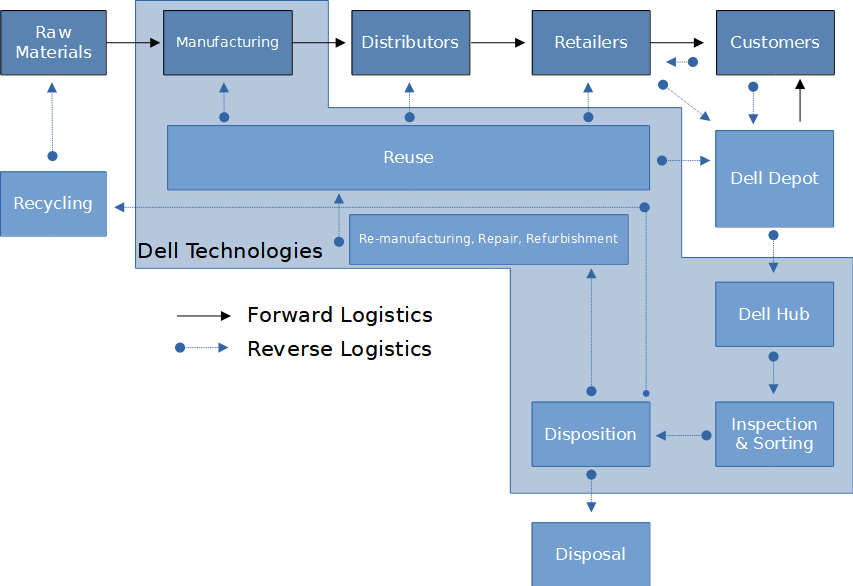 Raw
Materials
Manufacturing
Distributors
Retailers
Customers
Reuse
Dell Depot
Recycling
Re-manufacturing, Repair, Refurbishment
Dell Technologies
Forward Logistics
Dell Hub
Reverse Logistics
Disposition
Inspection
& Sorting
Disposal